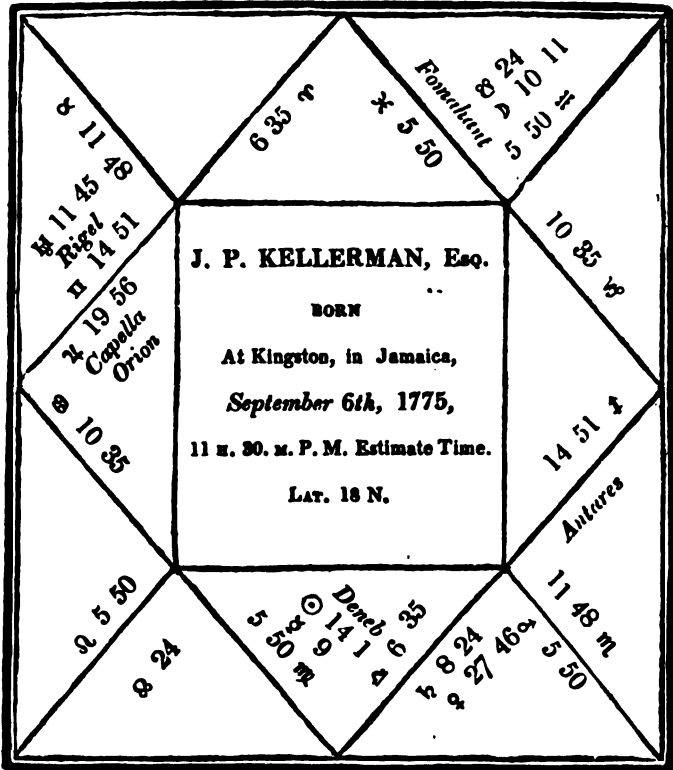 J. P. KELLERMAN, Esq.
BORN
At Kingston, in Jamaica,
September 6th, 1775,
11 H. 30. M. P. M. Estimate Time.
LAT. 18 N.
6 35 ♈
♓ 5 50
Fomahaunt
☋ 24
☽ 10 11
5 50 ♒
10 35 ♑
14 51 ♐
Antares
11 48 ♏
5 50
♄ 8 24
♀ 27 46
Deneb
☉ 14 1
9
5 50 ♍
♎ 6 35
☊ 24
♌ 5 50
♋ 10 35
♃ 19 56
Capella
Orion
♊ 14 51
Rigel
♅ 11 45
♉ 11 48